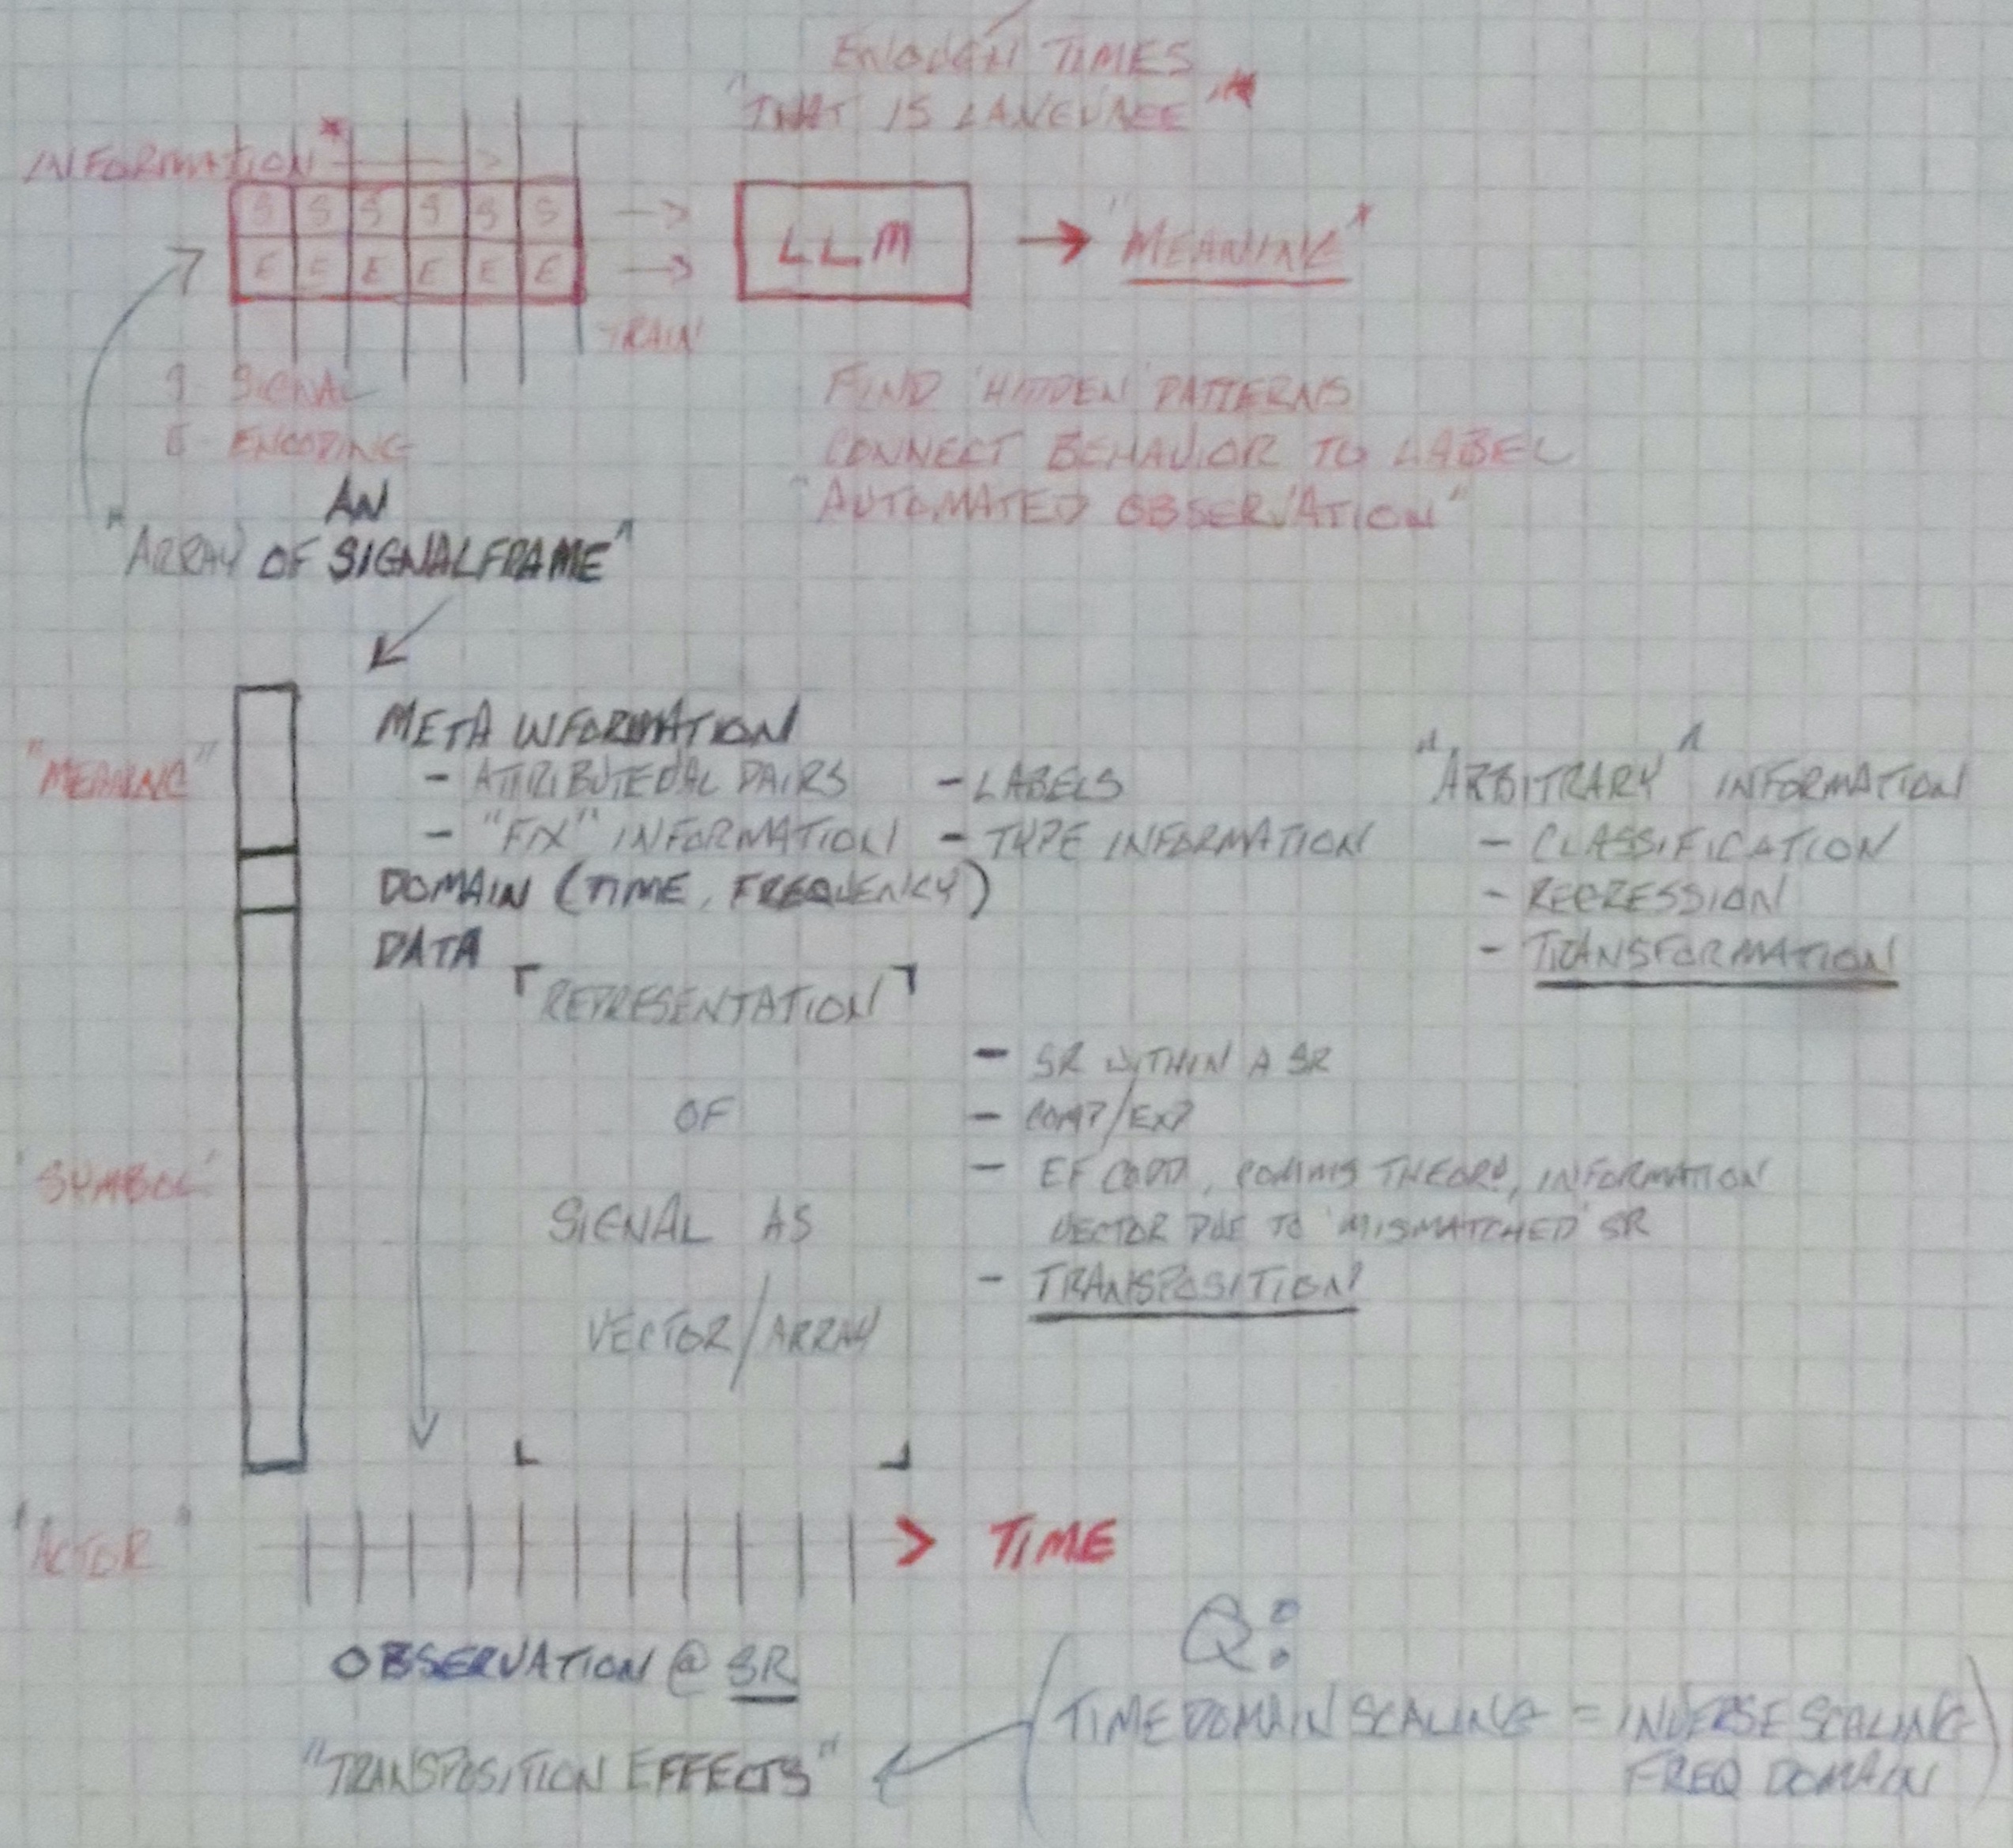 ENOUGH TIMES
"THAT IS LANGUAGE"*
INFORMATION*
S S S S S S
E E E E E E
LLM
"MEANING"*
TRAIN
S - SIGNAL
E - ENCODING
FIND 'HIDDEN' PATTERNS
CONNECT BEHAVIOR TO LABEL
"AUTOMATED OBSERVATION"
AN
"ARRAY OF SIGNALFRAME"
META INFORMATION
"MEANING"
- ATTRIBUTEVAL PAIRS - LABELS
- "FIX" INFORMATION - TYPE INFORMATION
DOMAIN (TIME, FREQUENCY)
DATA
"ARBITRARY" INFORMATION
- CLASSIFICATION
- REGRESSION
- TRANSFORMATION
REPRESENTATION
OF
SIGNAL AS
VECTOR/ARRAY
- SR WITHIN A SR
- COMP/EXP
- EF CODD, COMMS THEORY, INFORMATION
VECTOR DUE TO 'MISMATCHED' SR
- TRANSPOSITION
'SYMBOL'
"ACTOR"
TIME
OBSERVATION @ SR
"TRANSPOSITION EFFECTS"
Q:
(TIME DOMAIN SCALING = INVERSE SCALING
FREQ DOMAIN)